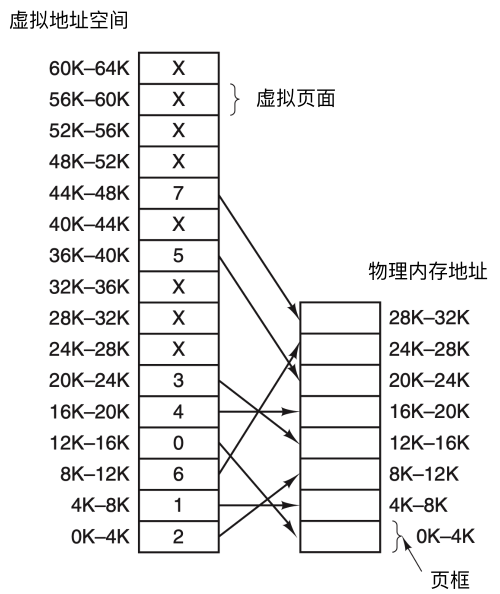 虚拟地址空间
60K–64K X
56K–60K X 虚拟页面
52K–56K X
48K–52K X
44K–48K 7
40K–44K X
36K–40K 5
物理内存地址
32K–36K X
28K–32K X 28K–32K
24K–28K X 24K–28K
20K–24K 3 20K–24K
16K–20K 4 16K–20K
12K–16K 0 12K–16K
8K–12K 6 8K–12K
4K–8K 1 4K–8K
0K–4K 2 0K–4K
页框